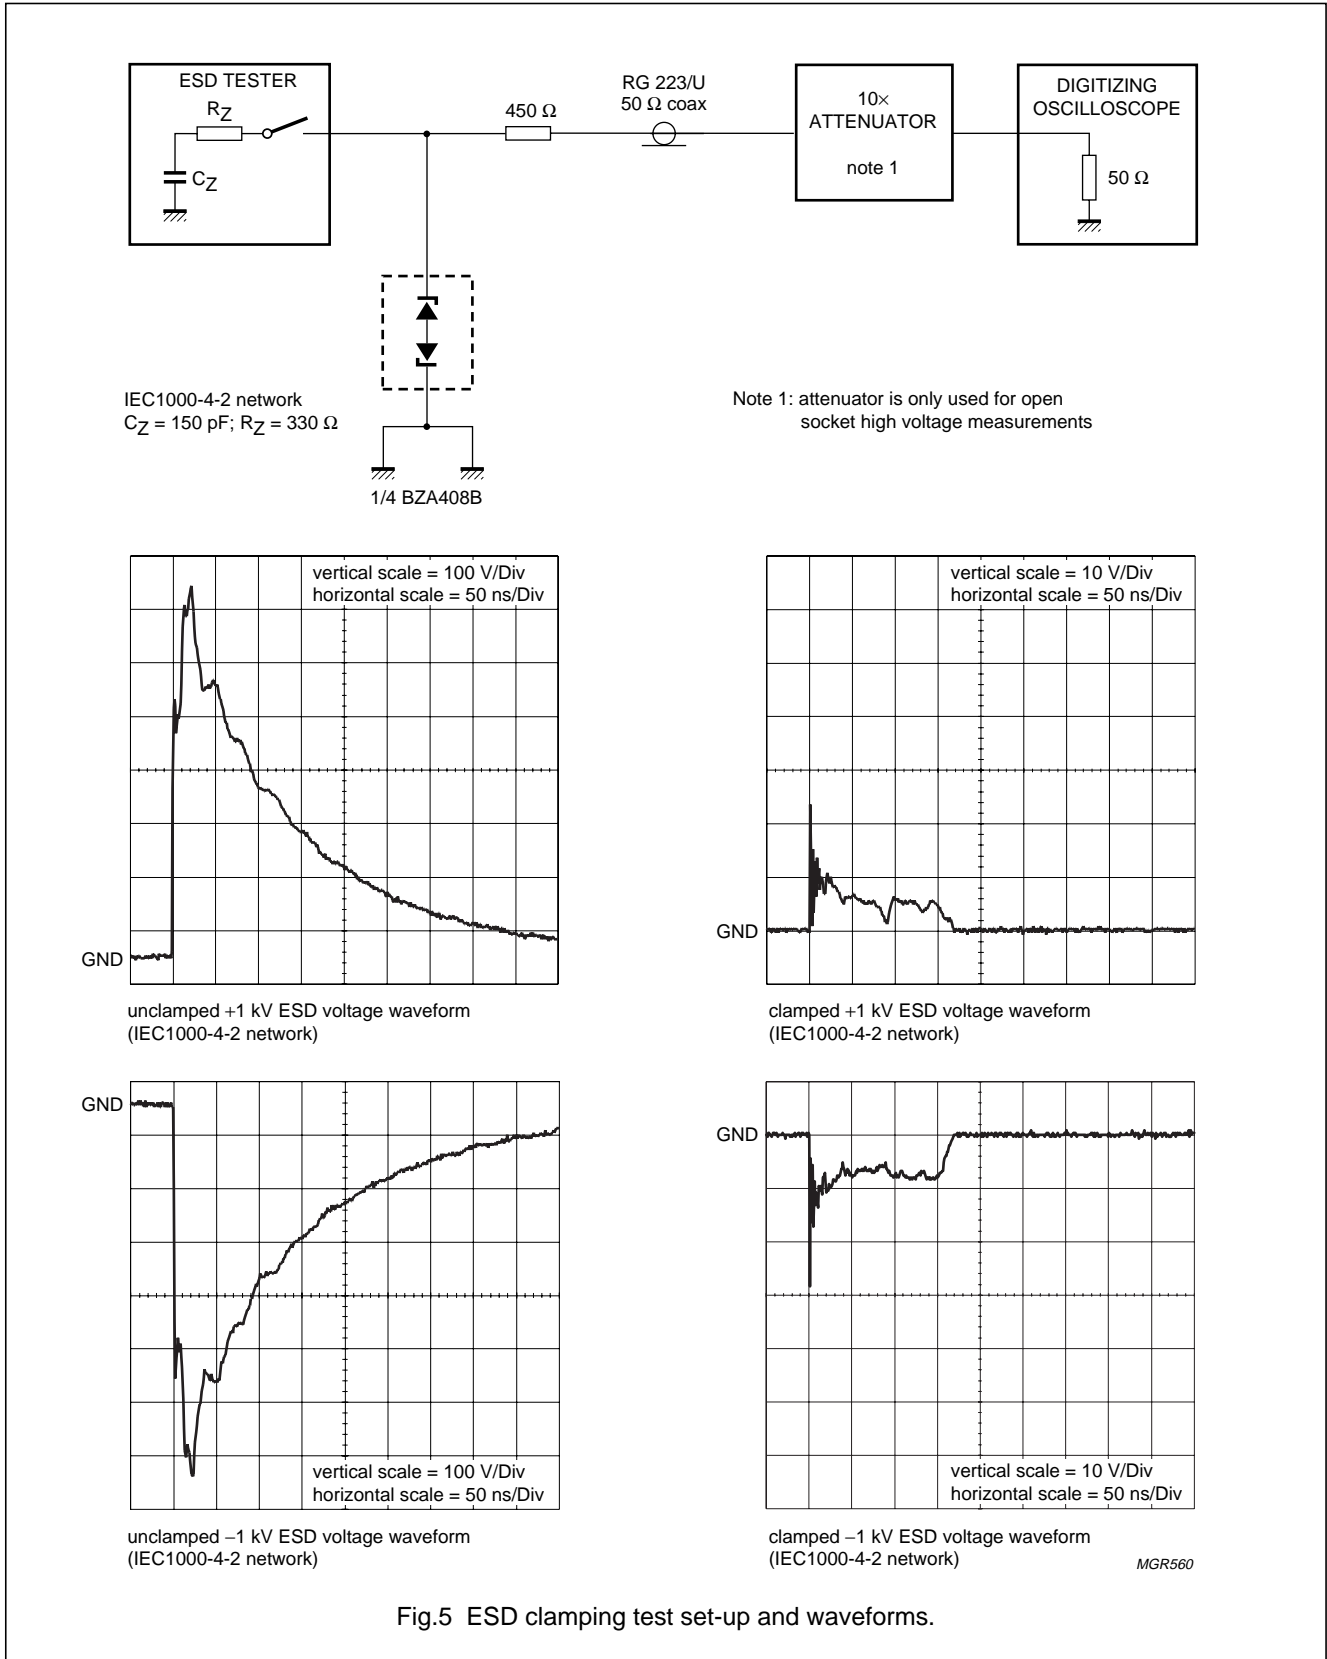 ESD TESTER
RZ
CZ
450 Ω
RG 223/U
50 Ω coax
10×
ATTENUATOR
note 1
DIGITIZING
OSCILLOSCOPE
50 Ω
IEC1000-4-2 network
CZ = 150 pF; RZ = 330 Ω
Note 1: attenuator is only used for open
socket high voltage measurements
1/4 BZA408B
vertical scale = 100 V/Div
horizontal scale = 50 ns/Div
GND
unclamped +1 kV ESD voltage waveform
(IEC1000-4-2 network)
vertical scale = 10 V/Div
horizontal scale = 50 ns/Div
GND
clamped +1 kV ESD voltage waveform
(IEC1000-4-2 network)
GND
vertical scale = 100 V/Div
horizontal scale = 50 ns/Div
unclamped −1 kV ESD voltage waveform
(IEC1000-4-2 network)
GND
vertical scale = 10 V/Div
horizontal scale = 50 ns/Div
clamped −1 kV ESD voltage waveform
(IEC1000-4-2 network)
MGR560
Fig.5 ESD clamping test set-up and waveforms.